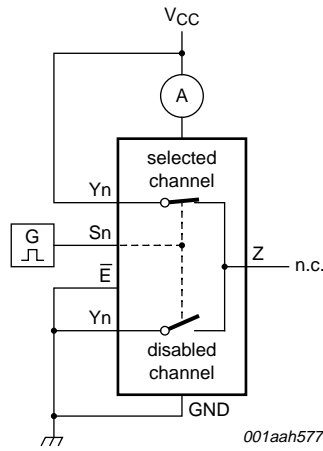 VCC
A
selected
channel
Yn
Sn
G
E
Z
n.c.
Yn
disabled
channel
GND
001aah577